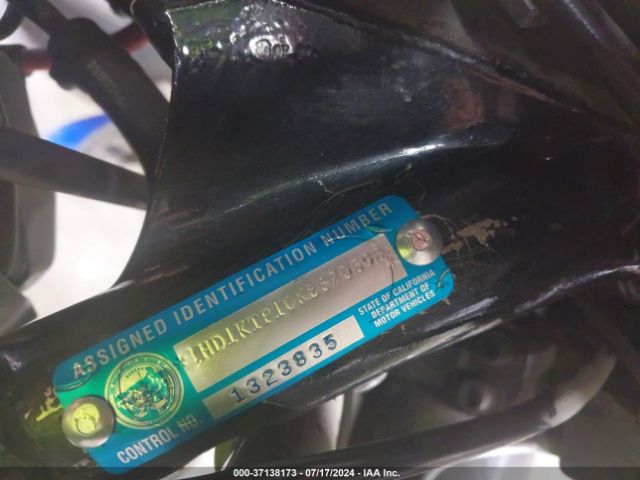 ASSIGNED IDENTIFICATION NUMBER
STATE OF CALIFORNIA
DEPARTMENT OF
MOTOR VEHICLES
CONTROL NO.
1323835
000-37138173 - 07/17/2024 - IAA Inc.